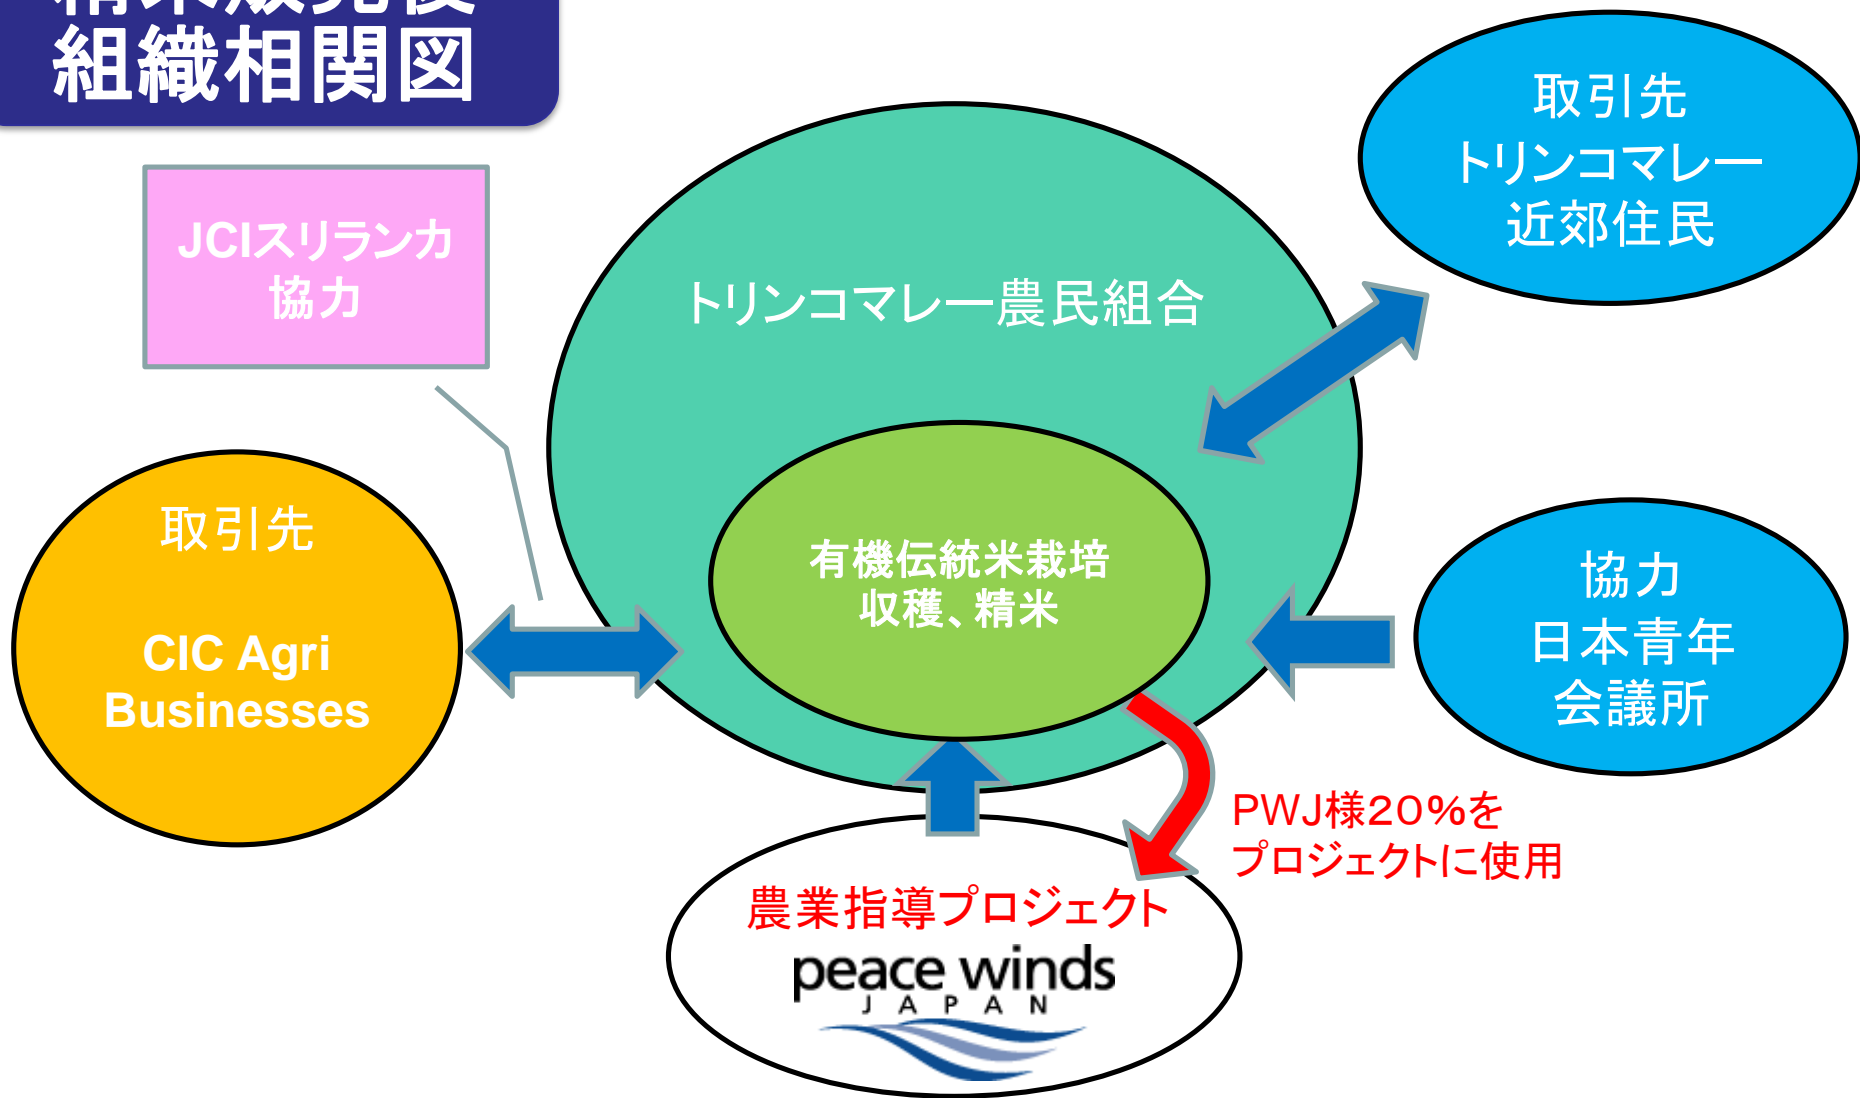 組織相関図
JCIスリランカ
協力
トリンコマレー農民組合
取引先
トリンコマレー
近郊住民
取引先
CIC Agri
Businesses
有機伝統米栽培
収穫、精米
協力
日本青年
会議所
PWJ様20%を
プロジェクトに使用
農業指導プロジェクト
peace winds
JAPAN